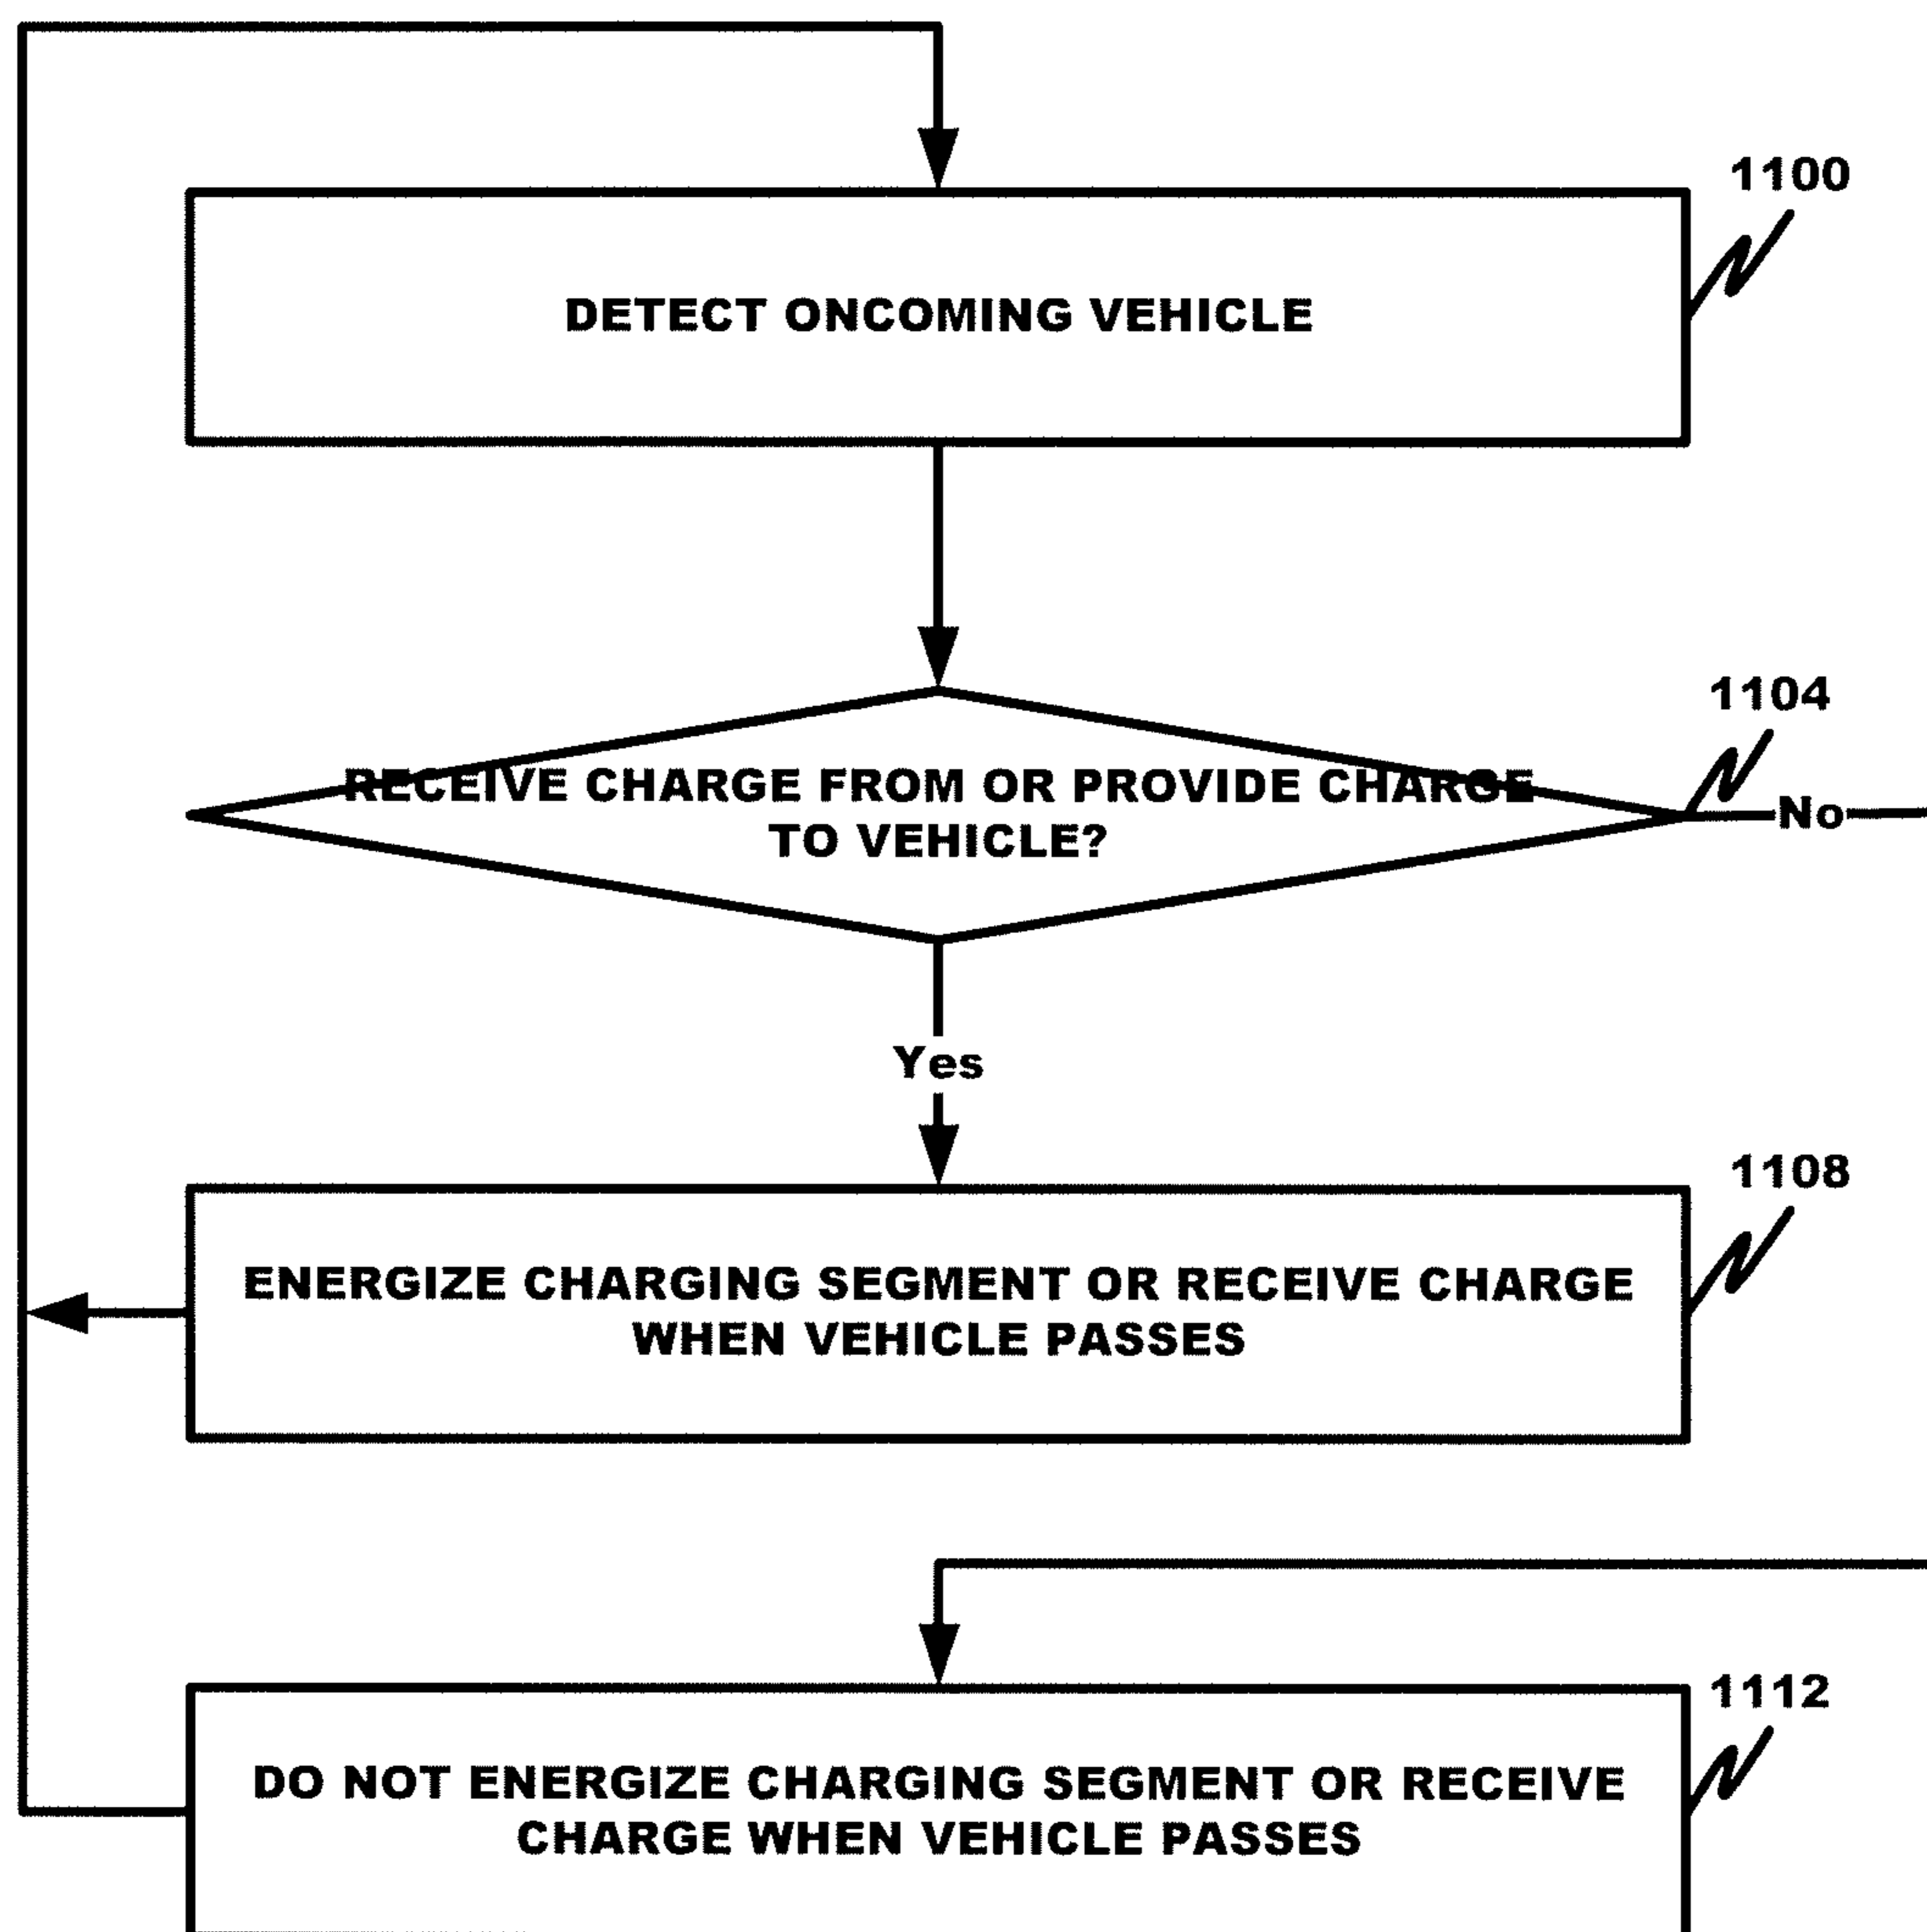 1100
DETECT ONCOMING VEHICLE
1104
RECEIVE CHARGE FROM OR PROVIDE CHARGE
TO VEHICLE?
No
Yes
1108
ENERGIZE CHARGING SEGMENT OR RECEIVE CHARGE
WHEN VEHICLE PASSES
1112
DO NOT ENERGIZE CHARGING SEGMENT OR RECEIVE
CHARGE WHEN VEHICLE PASSES